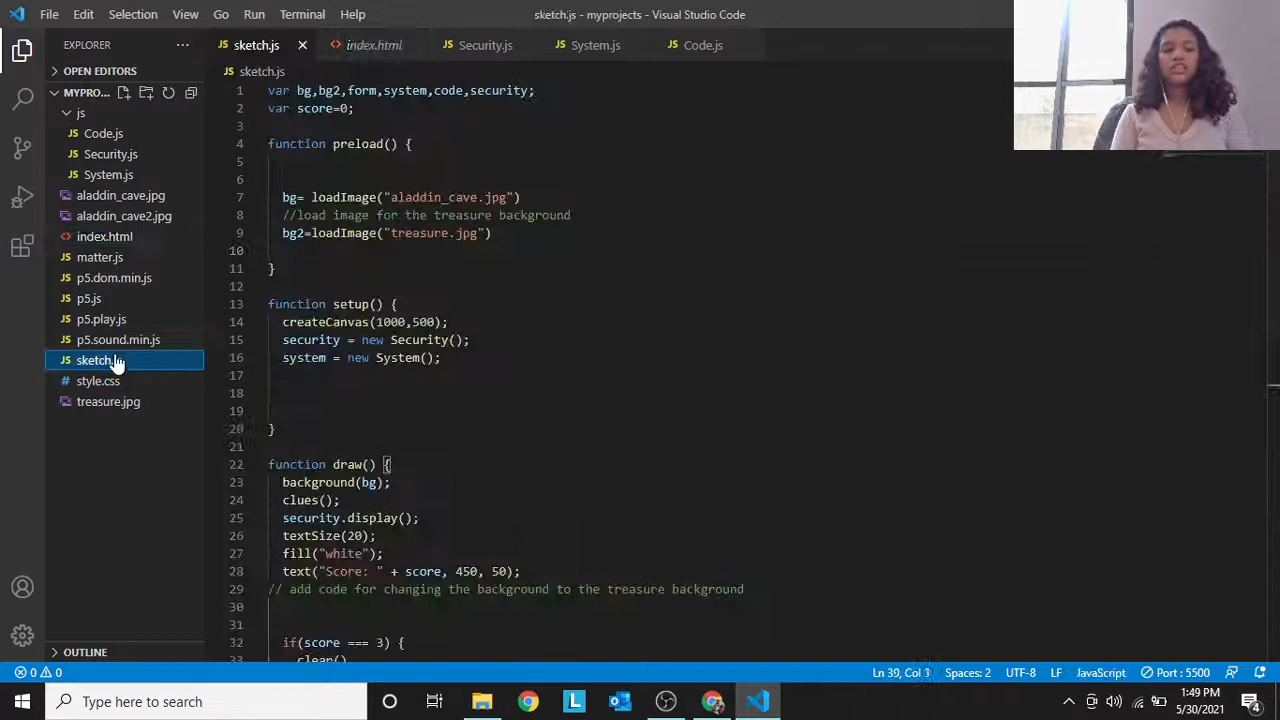 File Edit Selection View Go Run Terminal Help
sketch.js - myprojects - Visual Studio Code
EXPLORER
OPEN EDITORS
MYPRO...
js
Code.js
Security.js
System.js
aladdin_cave.jpg
aladdin_cave2.jpg
index.html
matter.js
p5.dom.min.js
p5.js
p5.play.js
p5.sound.min.js
sketch.js
style.css
treasure.jpg
OUTLINE
sketch.js index.html Security.js System.js Code.js
sketch.js
1 var bg,bg2,form,system,code,security;
2 var score=0;
3
4 function preload() {
5
6
7 bg= loadImage("aladdin_cave.jpg")
8 //load image for the treasure background
9 bg2=loadImage("treasure.jpg")
10
11 }
12
13 function setup() {
14 createCanvas(1000,500);
15 security = new Security();
16 system = new System();
17
18
19
20 }
21
22 function draw() {
23 background(bg);
24 clues();
25 security.display();
26 textSize(20);
27 fill("white");
28 text("Score: " + score, 450, 50);
29 // add code for changing the background to the treasure background
30
31
32 if(score === 3) {
33 clear()
0 0
Ln 39, Col 3 Spaces: 2 UTF-8 LF JavaScript Port : 5500
Type here to search
L
1:49 PM
5/30/2021
4